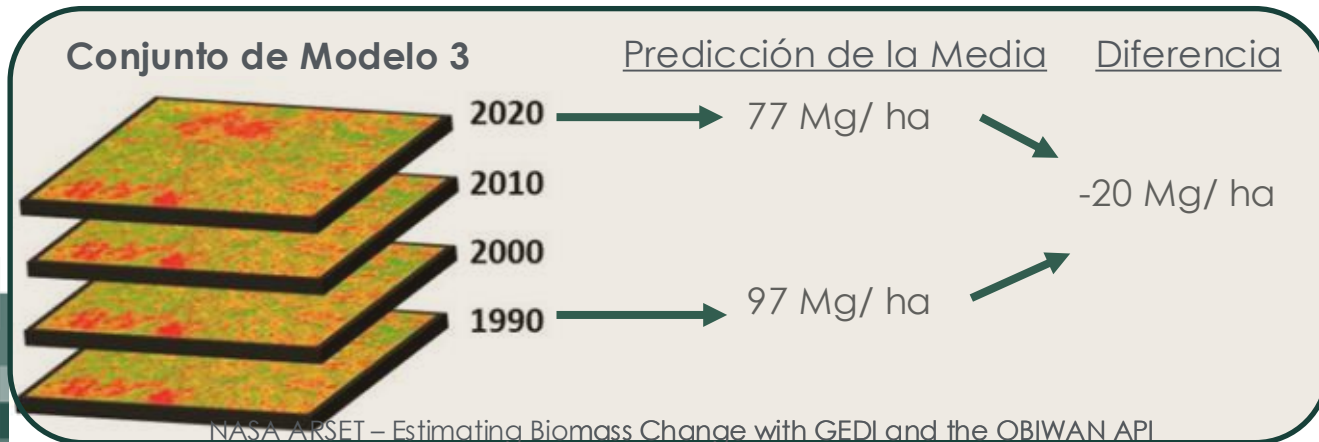 Conjunto de Modelo 3
Predicción de la Media
Diferencia
2020
77 Mg/ ha
2010
-20 Mg/ ha
2000
1990
97 Mg/ ha
NASA ARSET – Estimating Biomass Change with GEDI and the OBIWAN API